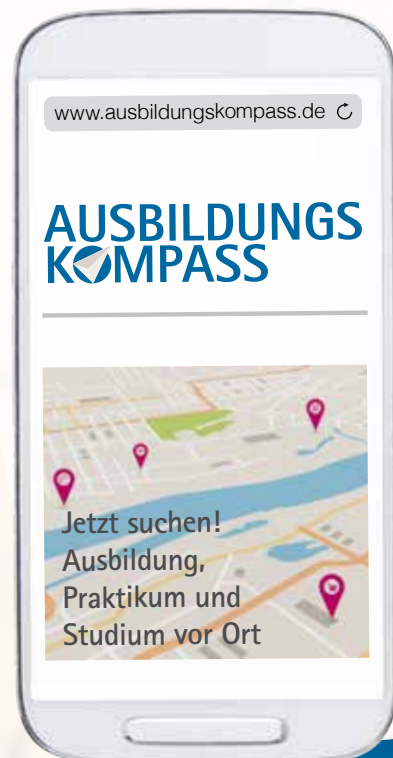 www.ausbildungskompass.de
AUSBILDUNGS
KOMPASS
Jetzt suchen!
Ausbildung,
Praktikum und
Studium vor Ort